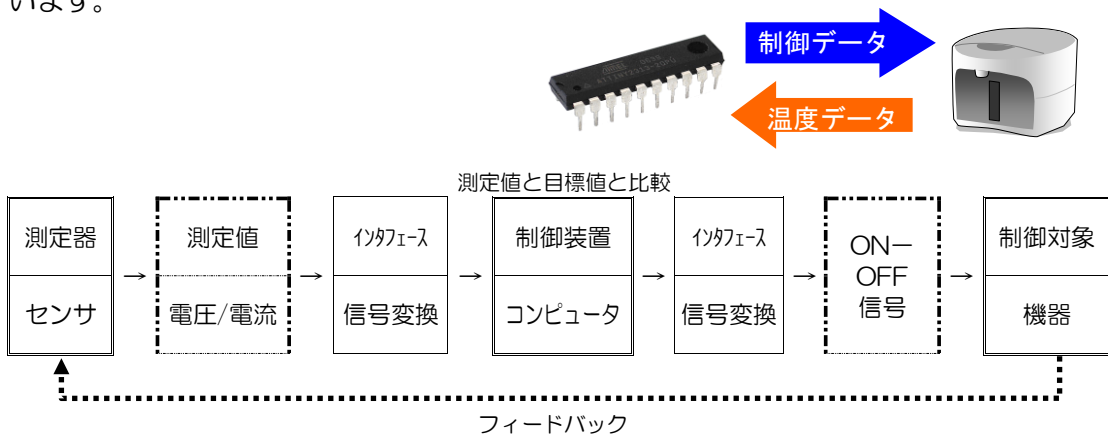 います。
制御データ
温度データ
測定値と目標値と比較
測定器
センサ
→
測定値
電圧/電流
→
ｲﾝﾀﾌｪｰｽ
信号変換
→
制御装置
コンピュータ
→
ｲﾝﾀﾌｪｰｽ
信号変換
→
ON－
OFF
信号
→
制御対象
機器
フィードバック